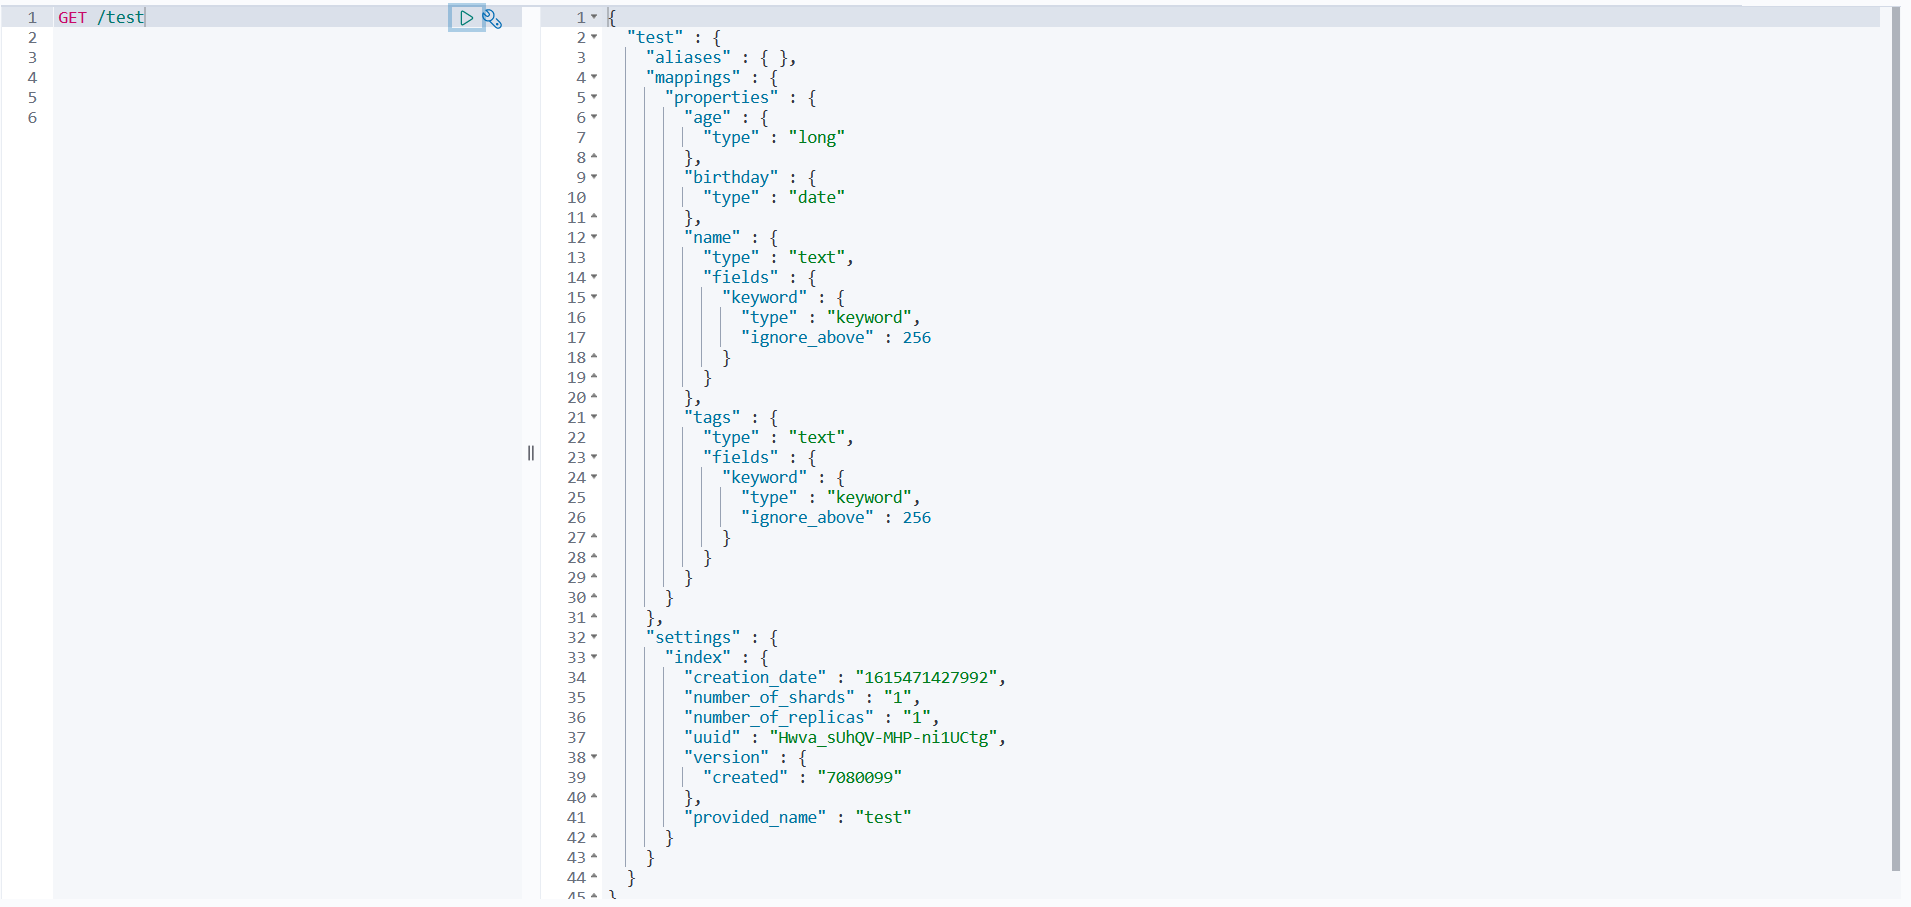 1 GET /test
2
3
4
5
6
1 {
2 "test" : {
3 "aliases" : { },
4 "mappings" : {
5 "properties" : {
6 "age" : {
7 "type" : "long"
8 },
9 "birthday" : {
10 "type" : "date"
11 },
12 "name" : {
13 "type" : "text",
14 "fields" : {
15 "keyword" : {
16 "type" : "keyword",
17 "ignore_above" : 256
18 }
19 }
20 },
21 "tags" : {
22 "type" : "text",
23 "fields" : {
24 "keyword" : {
25 "type" : "keyword",
26 "ignore_above" : 256
27 }
28 }
29 }
30 }
31 },
32 "settings" : {
33 "index" : {
34 "creation_date" : "1615471427992",
35 "number_of_shards" : "1",
36 "number_of_replicas" : "1",
37 "uuid" : "Hwva_sUhQV-MHP-ni1UCtg",
38 "version" : {
39 "created" : "7080099"
40 },
41 "provided_name" : "test"
42 }
43 }
44 }
45 }